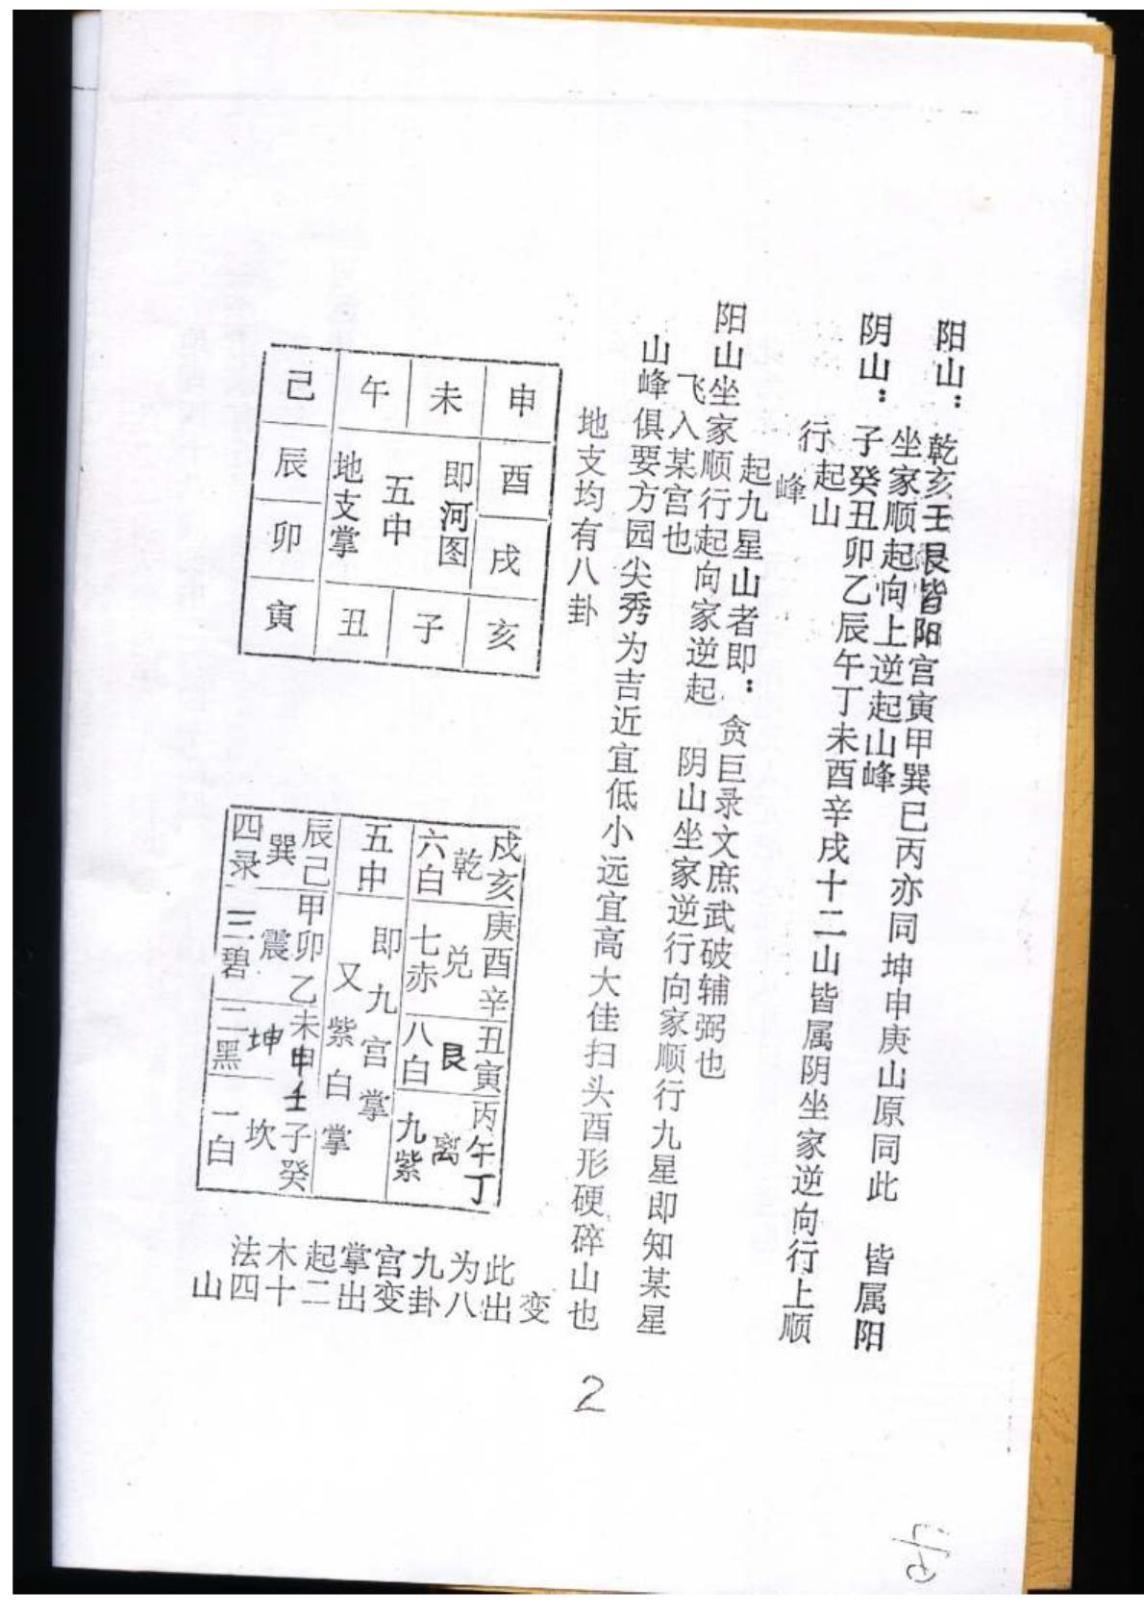 阳山：乾亥壬艮皆阳宫寅甲巽巳丙亦同坤申庚山原同此　皆属阳
坐家顺起向上逆起山峰
阴山：子癸丑卯乙辰午丁未酉辛戌十二山皆属阴坐家逆向行上顺
行起山
峰
起九星山者即：贪巨录文庶武破辅弼也
阳山坐家顺行起向家逆起　阴山坐家逆行向家顺行九星即知某星
飞入某宫也
山峰俱要方园尖秀为吉近宜低小远宜高大佳扫头酉形硬碎山也
地支均有八卦
己 午 未 申
辰 酉
卯 戌
寅 丑 子 亥
即河图
五中
地支掌
四录 巽 辰己
五中
六白 乾 戍亥
三碧 震 甲卯乙
七赤 兑 庚酉辛
二黑 坤 未申
八白 艮 丑寅
一白 坎 壬子癸
九紫 离 丙午丁
即九宫掌
又紫白掌
变
此出
为八
九卦
宫变
掌出
起二
木十
法四
山
2